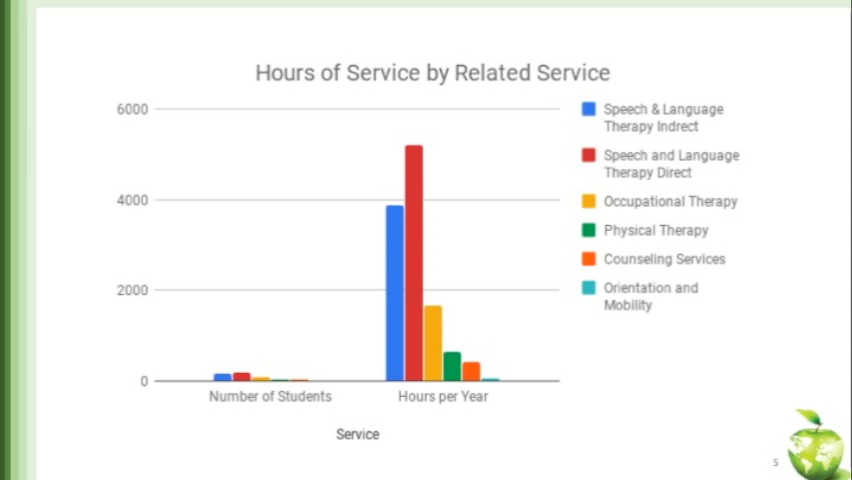 Hours of Service by Related Service
6000
4000
2000
0
Number of Students
Hours per Year
Service
Speech & Language
Therapy Indirect
Speech and Language
Therapy Direct
Occupational Therapy
Physical Therapy
Counseling Services
Orientation and
Mobility
5